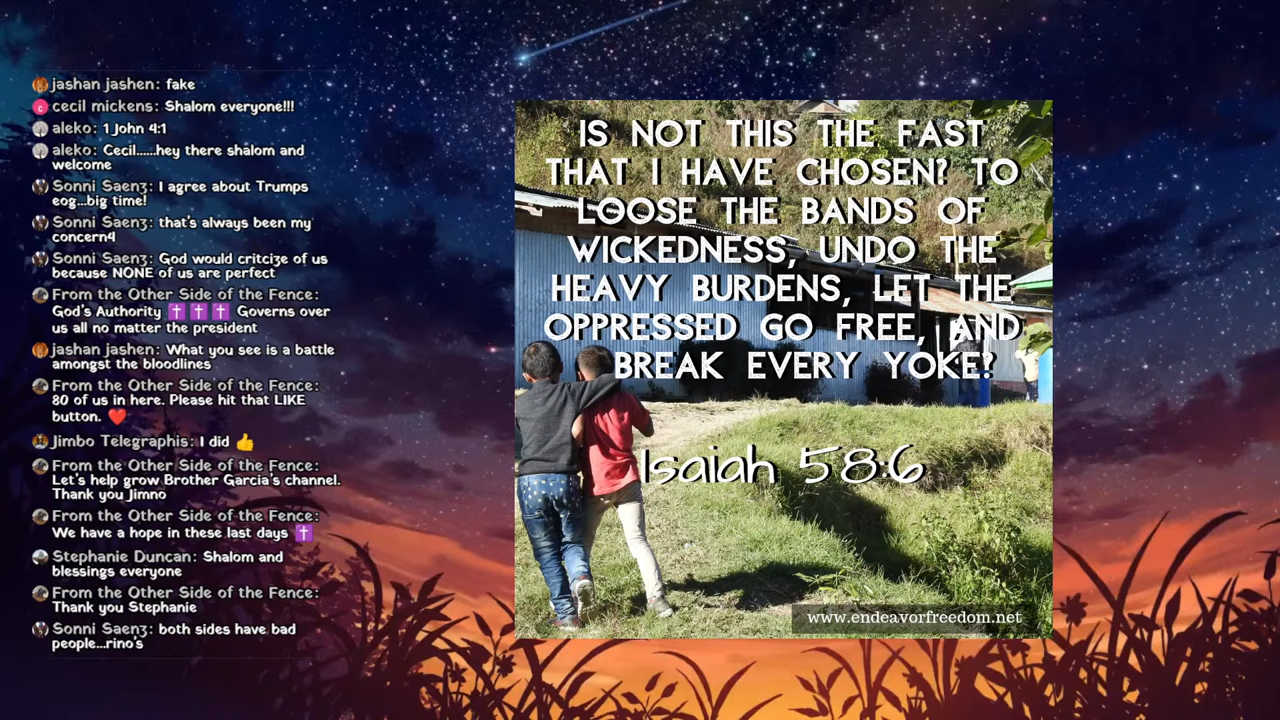 jashan jashen: fake
cecil mickens: Shalom everyone!!!
aleko: 1 John 4:1
aleko: Cecil......hey there shalom and
welcome
Sonni Saenz: I agree about Trumps
eog...big time!
Sonni Saenz: that's always been my
concern4
Sonni Saenz: God would critcize of us
because NONE of us are perfect
From the Other Side of the Fence:
God's Authority ✝️✝️✝️ Governs over
us all no matter the president
jashan jashen: What you see is a battle
amongst the bloodlines
From the Other Side of the Fence:
80 of us in here. Please hit that LIKE
button. ❤️
Jimbo Telegraphis: I did 👍
From the Other Side of the Fence:
Let's help grow Brother Garcia's channel.
Thank you Jimno
From the Other Side of the Fence:
We have a hope in these last days ✝️
Stephanie Duncan: Shalom and
blessings everyone
From the Other Side of the Fence:
Thank you Stephanie
Sonni Saenz: both sides have bad
people...rino's
IS NOT THIS THE FAST
THAT I HAVE CHOSEN? TO
LOOSE THE BANDS OF
WICKEDNESS, UNDO THE
HEAVY BURDENS, LET THE
OPPRESSED GO FREE, AND
BREAK EVERY YOKE?
Isaiah 58:6
www.endeavorfreedom.net